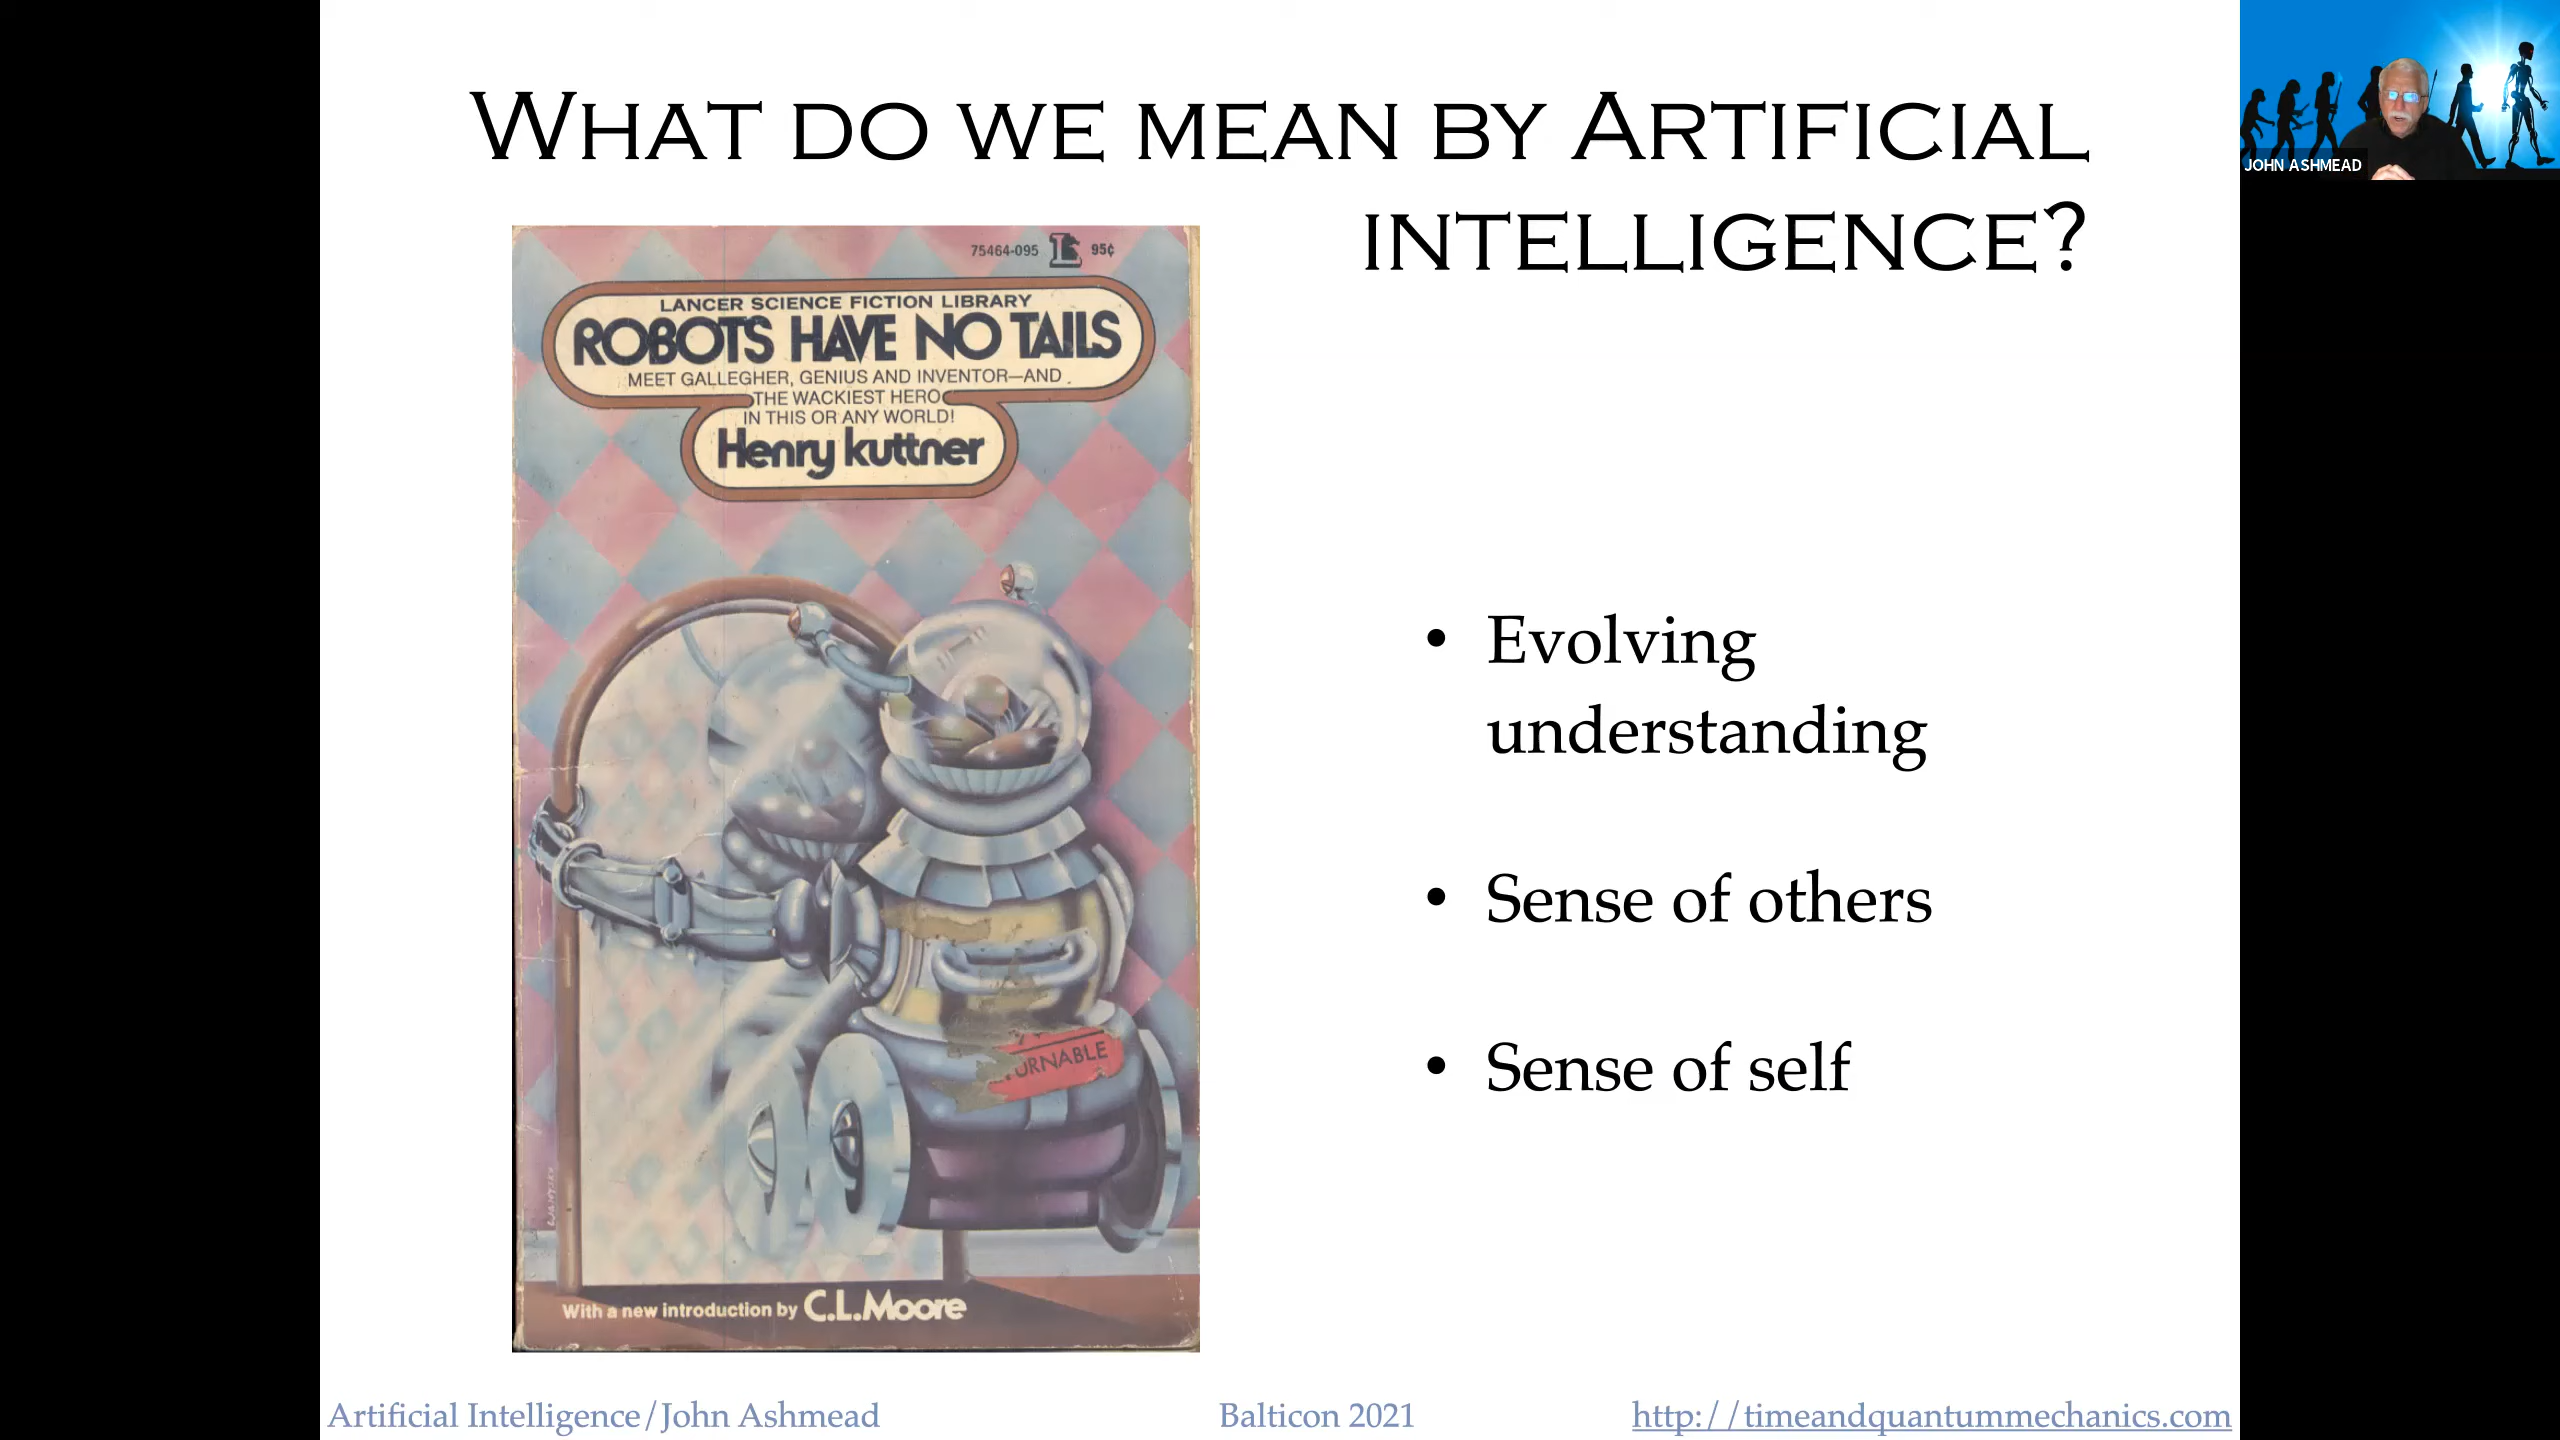 WHAT DO WE MEAN BY ARTIFICIAL
INTELLIGENCE?
JOHN ASHMEAD
75464-095 L 95¢
LANCER SCIENCE FICTION LIBRARY
ROBOTS HAVE NO TAILS
MEET GALLEGHER, GENIUS AND INVENTOR—AND
THE WACKIEST HERO
IN THIS OR ANY WORLD!
Henry kuttner
URNABLE
With a new introduction by C.L.Moore
• Evolving
understanding
• Sense of others
• Sense of self
Artificial Intelligence/John Ashmead
Balticon 2021
http://timeandquantummechanics.com